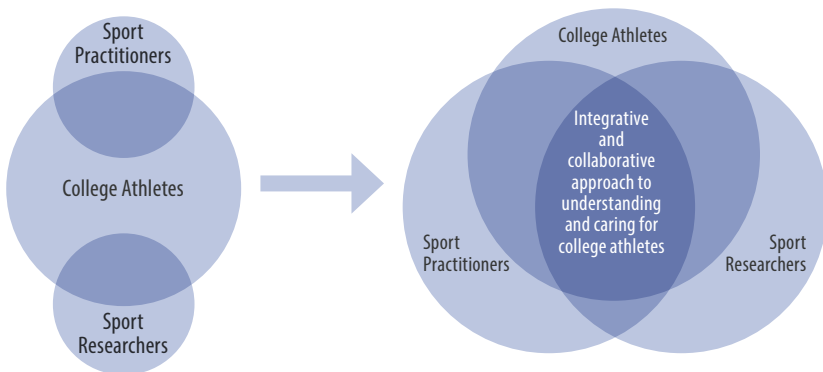 Sport
Practitioners
College Athletes
Sport
Researchers
College Athletes
Integrative
and
collaborative
approach to
understanding
and caring for
college athletes
Sport
Practitioners
Sport
Researchers